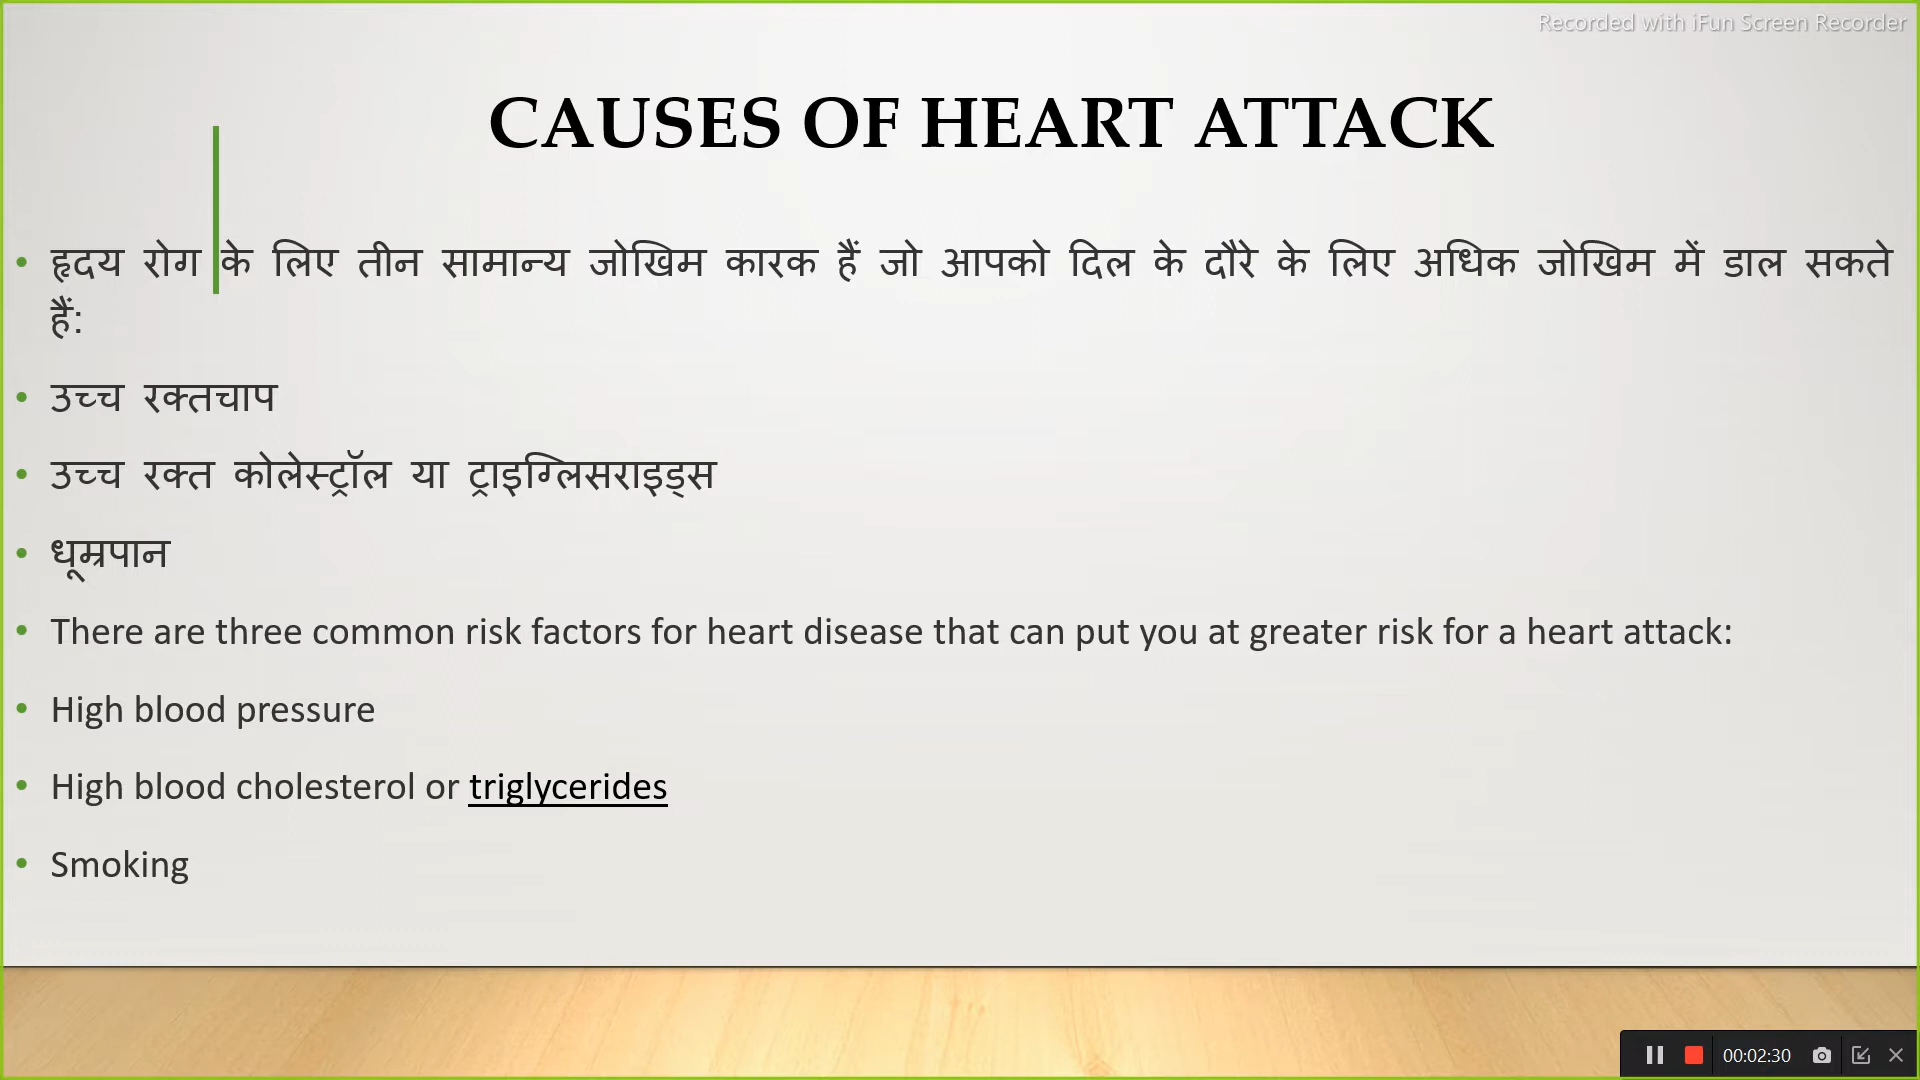 Recorded with iFun Screen Recorder
CAUSES OF HEART ATTACK
• हृदय रोग के लिए तीन सामान्य जोखिम कारक हैं जो आपको दिल के दौरे के लिए अधिक जोखिम में डाल सकते
हैं:
• उच्च रक्तचाप
• उच्च रक्त कोलेस्ट्रॉल या ट्राइग्लिसराइड्स
• धूम्रपान
• There are three common risk factors for heart disease that can put you at greater risk for a heart attack:
• High blood pressure
• High blood cholesterol or triglycerides
• Smoking
00:02:30